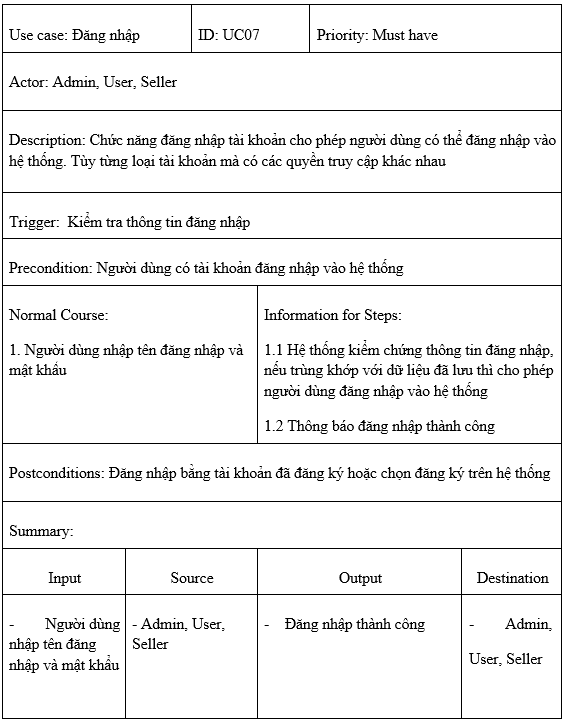 Use case: Đăng nhập
ID: UC07
Priority: Must have
Actor: Admin, User, Seller
Description: Chức năng đăng nhập tài khoản cho phép người dùng có thể đăng nhập vào
hệ thống. Tùy từng loại tài khoản mà có các quyền truy cập khác nhau
Trigger: Kiểm tra thông tin đăng nhập
Precondition: Người dùng có tài khoản đăng nhập vào hệ thống
Normal Course:
1. Người dùng nhập tên đăng nhập và
mật khẩu
Information for Steps:
1.1 Hệ thống kiểm chứng thông tin đăng nhập,
nếu trùng khớp với dữ liệu đã lưu thì cho phép
người dùng đăng nhập vào hệ thống
1.2 Thông báo đăng nhập thành công
Postconditions: Đăng nhập bằng tài khoản đã đăng ký hoặc chọn đăng ký trên hệ thống
Summary:
Input
Source
Output
Destination
- Người dùng
nhập tên đăng
nhập và mật khẩu
- Admin, User,
Seller
- Đăng nhập thành công
- Admin,
User, Seller